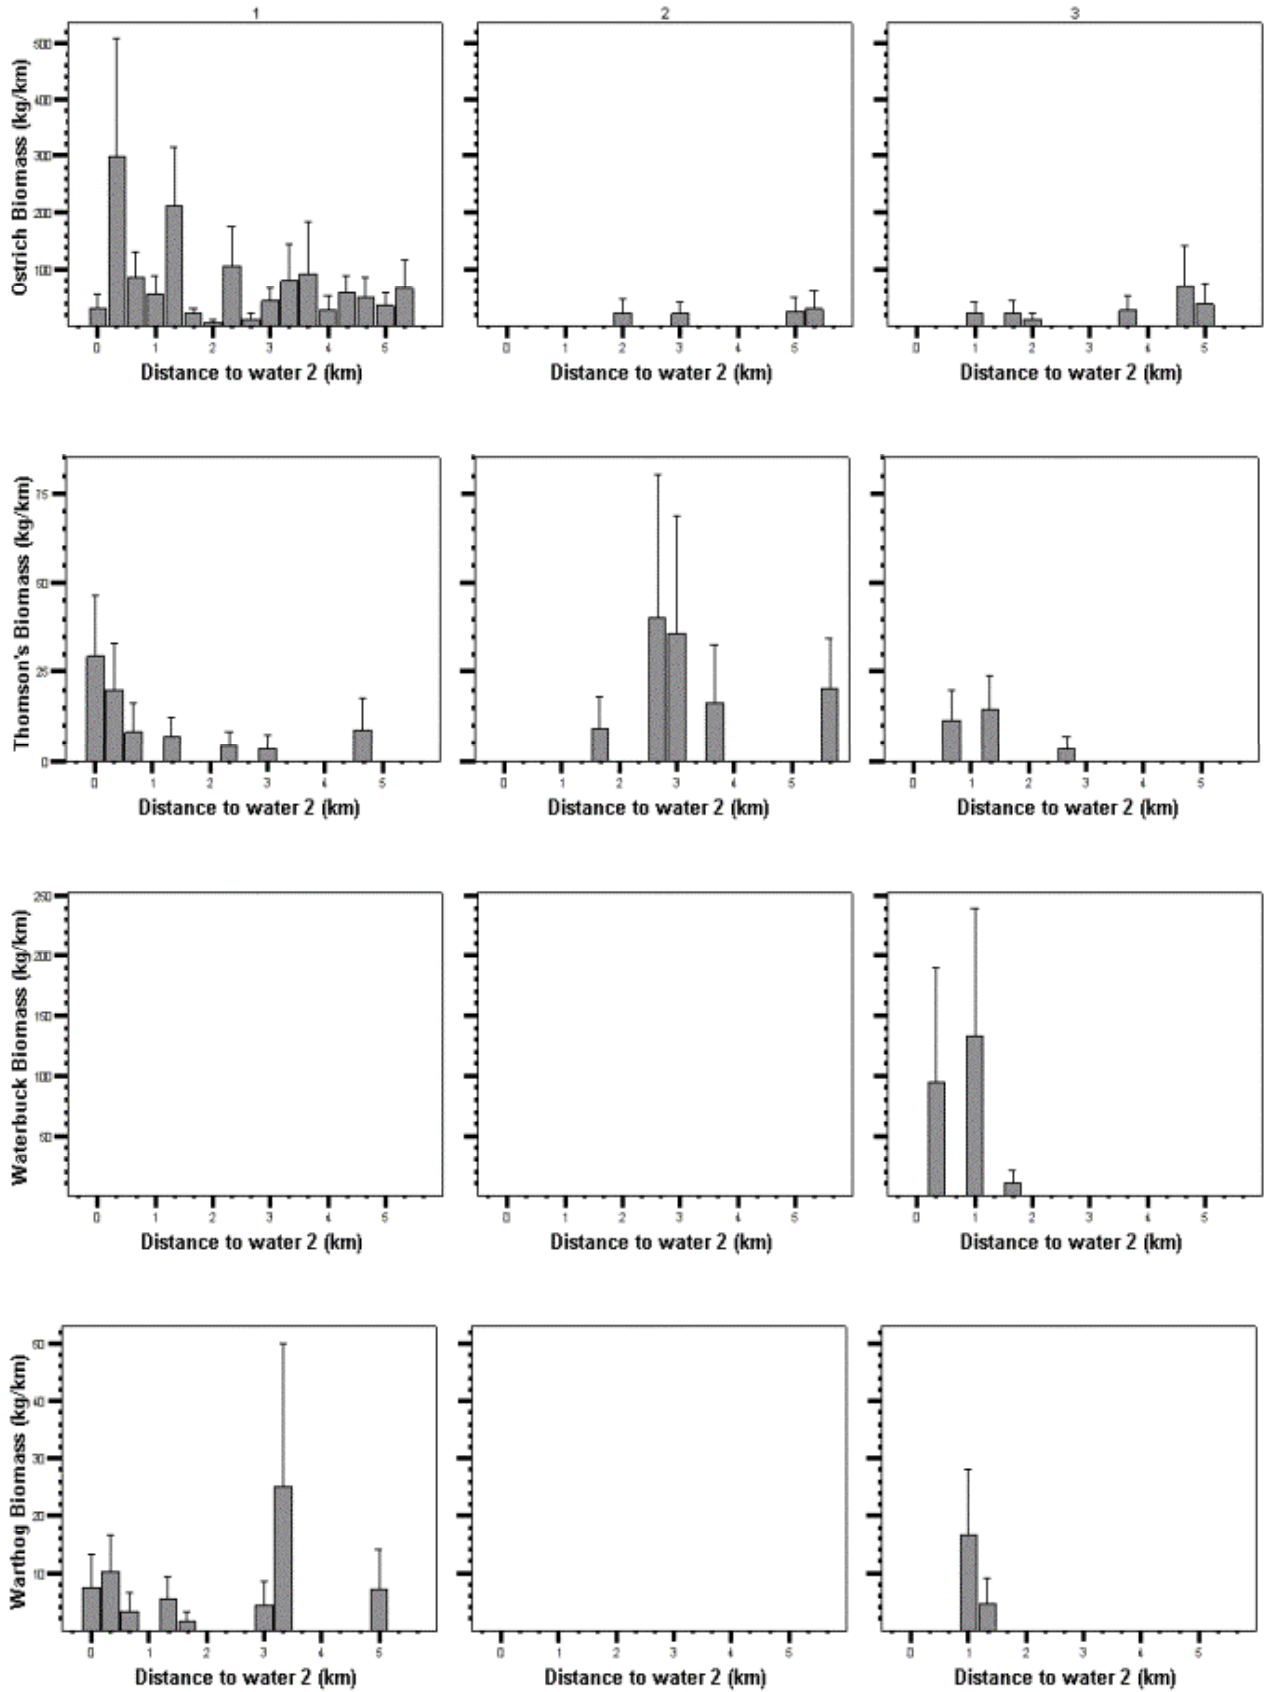 1 2 3
Ostrich Biomass (kg/km)
500
400
300
200
100
0 1 2 3 4 5
0 1 2 3 4 5
0 1 2 3 4 5
Distance to water 2 (km)
Distance to water 2 (km)
Distance to water 2 (km)
Thomson's Biomass (kg/km)
75
50
25
0
0 1 2 3 4 5
0 1 2 3 4 5
0 1 2 3 4 5
Distance to water 2 (km)
Distance to water 2 (km)
Distance to water 2 (km)
Waterbuck Biomass (kg/km)
250
200
150
100
50
0 1 2 3 4 5
0 1 2 3 4 5
0 1 2 3 4 5
Distance to water 2 (km)
Distance to water 2 (km)
Distance to water 2 (km)
Warthog Biomass (kg/km)
50
40
30
20
10
0 1 2 3 4 5
0 1 2 3 4 5
0 1 2 3 4 5
Distance to water 2 (km)
Distance to water 2 (km)
Distance to water 2 (km)